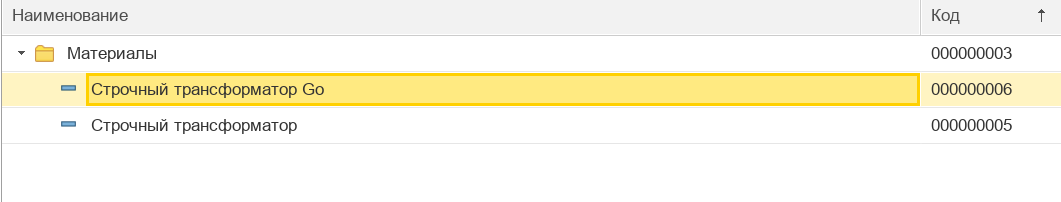 Наименование Код
Материалы 000000003
Строчный трансформатор Go 000000006
Строчный трансформатор 000000005